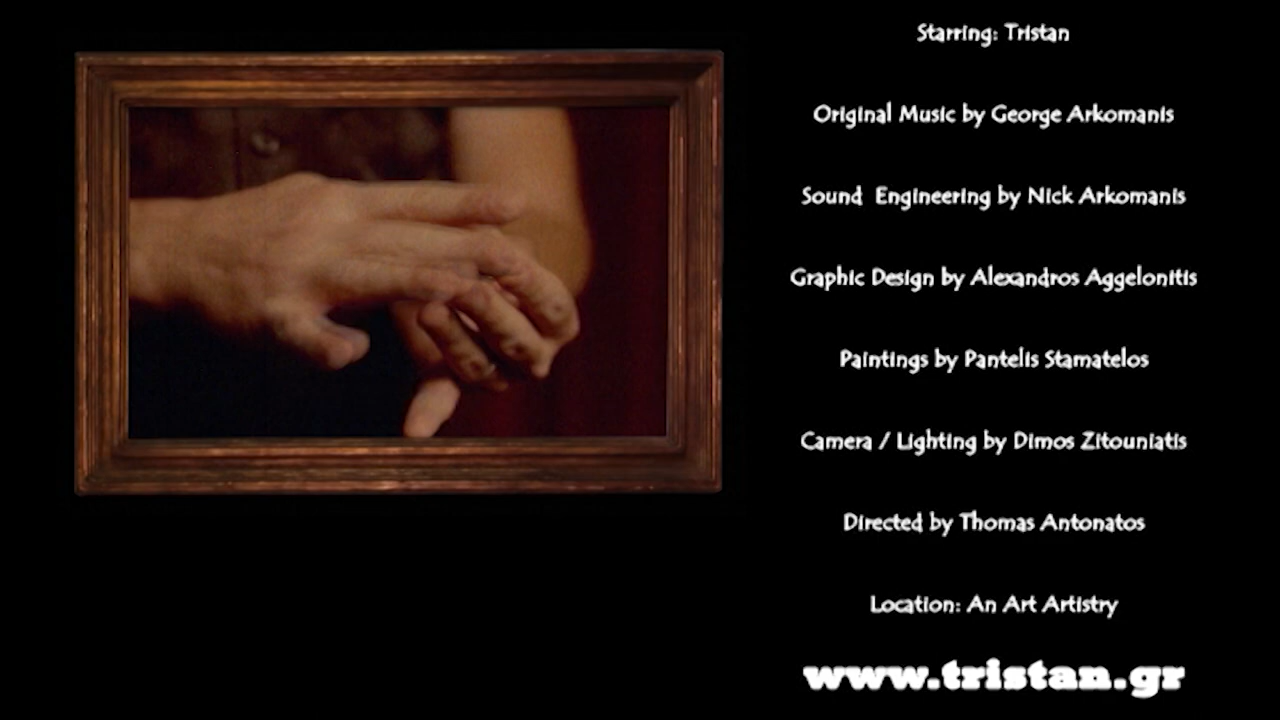 Starring: Tristan
Original Music by George Arkomanis
Sound Engineering by Nick Arkomanis
Graphic Design by Alexandros Aggelonitis
Paintings by Pantelis Stamatelos
Camera / Lighting by Dimos Zitouniatis
Directed by Thomas Antonatos
Location: An Art Artistry
www.tristan.gr